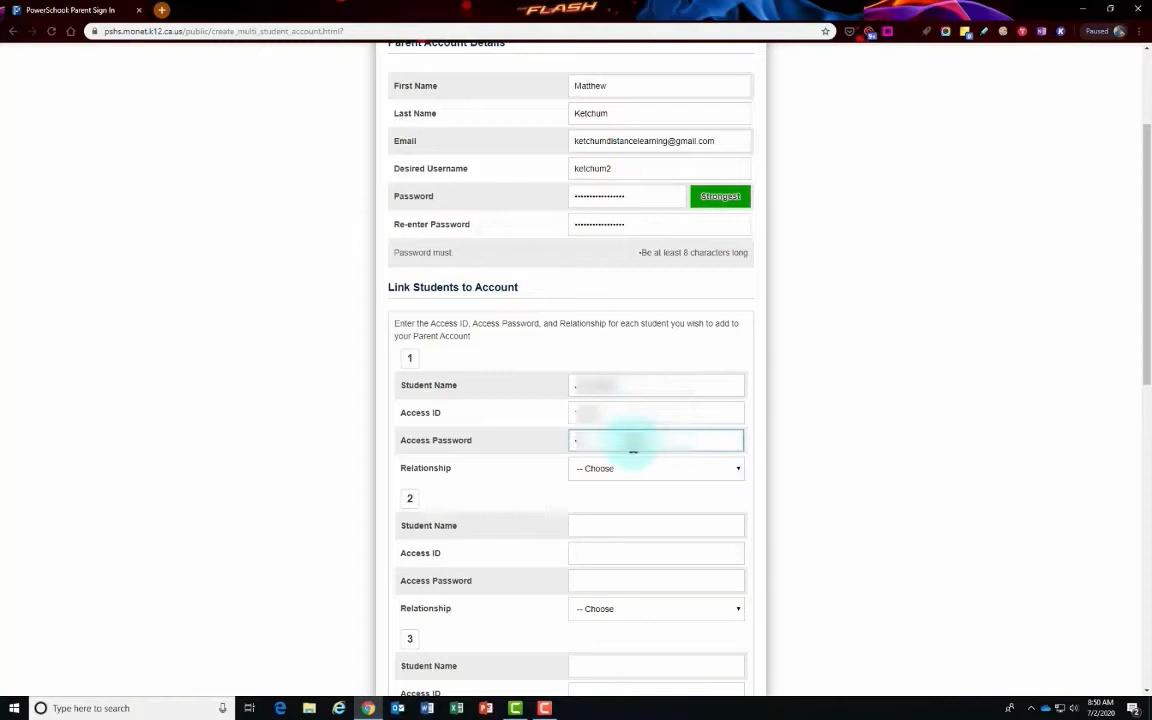 PowerSchool: Parent Sign In
FLASH
pshs.monet.k12.ca.us/public/create_multi_student_account.html?
Paused
Parent Account Details
First Name
Matthew
Last Name
Ketchum
Email
ketchumdistancelearning@gmail.com
Desired Username
ketchum2
Password
••••••••••••••••
Strongest
Re-enter Password
••••••••••••••••
Password must:
•Be at least 8 characters long
Link Students to Account
Enter the Access ID, Access Password, and Relationship for each student you wish to add to
your Parent Account
1
Student Name
Access ID
Access Password
Relationship
-- Choose
2
Student Name
Access ID
Access Password
Relationship
-- Choose
3
Student Name
Access ID
Type here to search
8:50 AM
7/2/2020